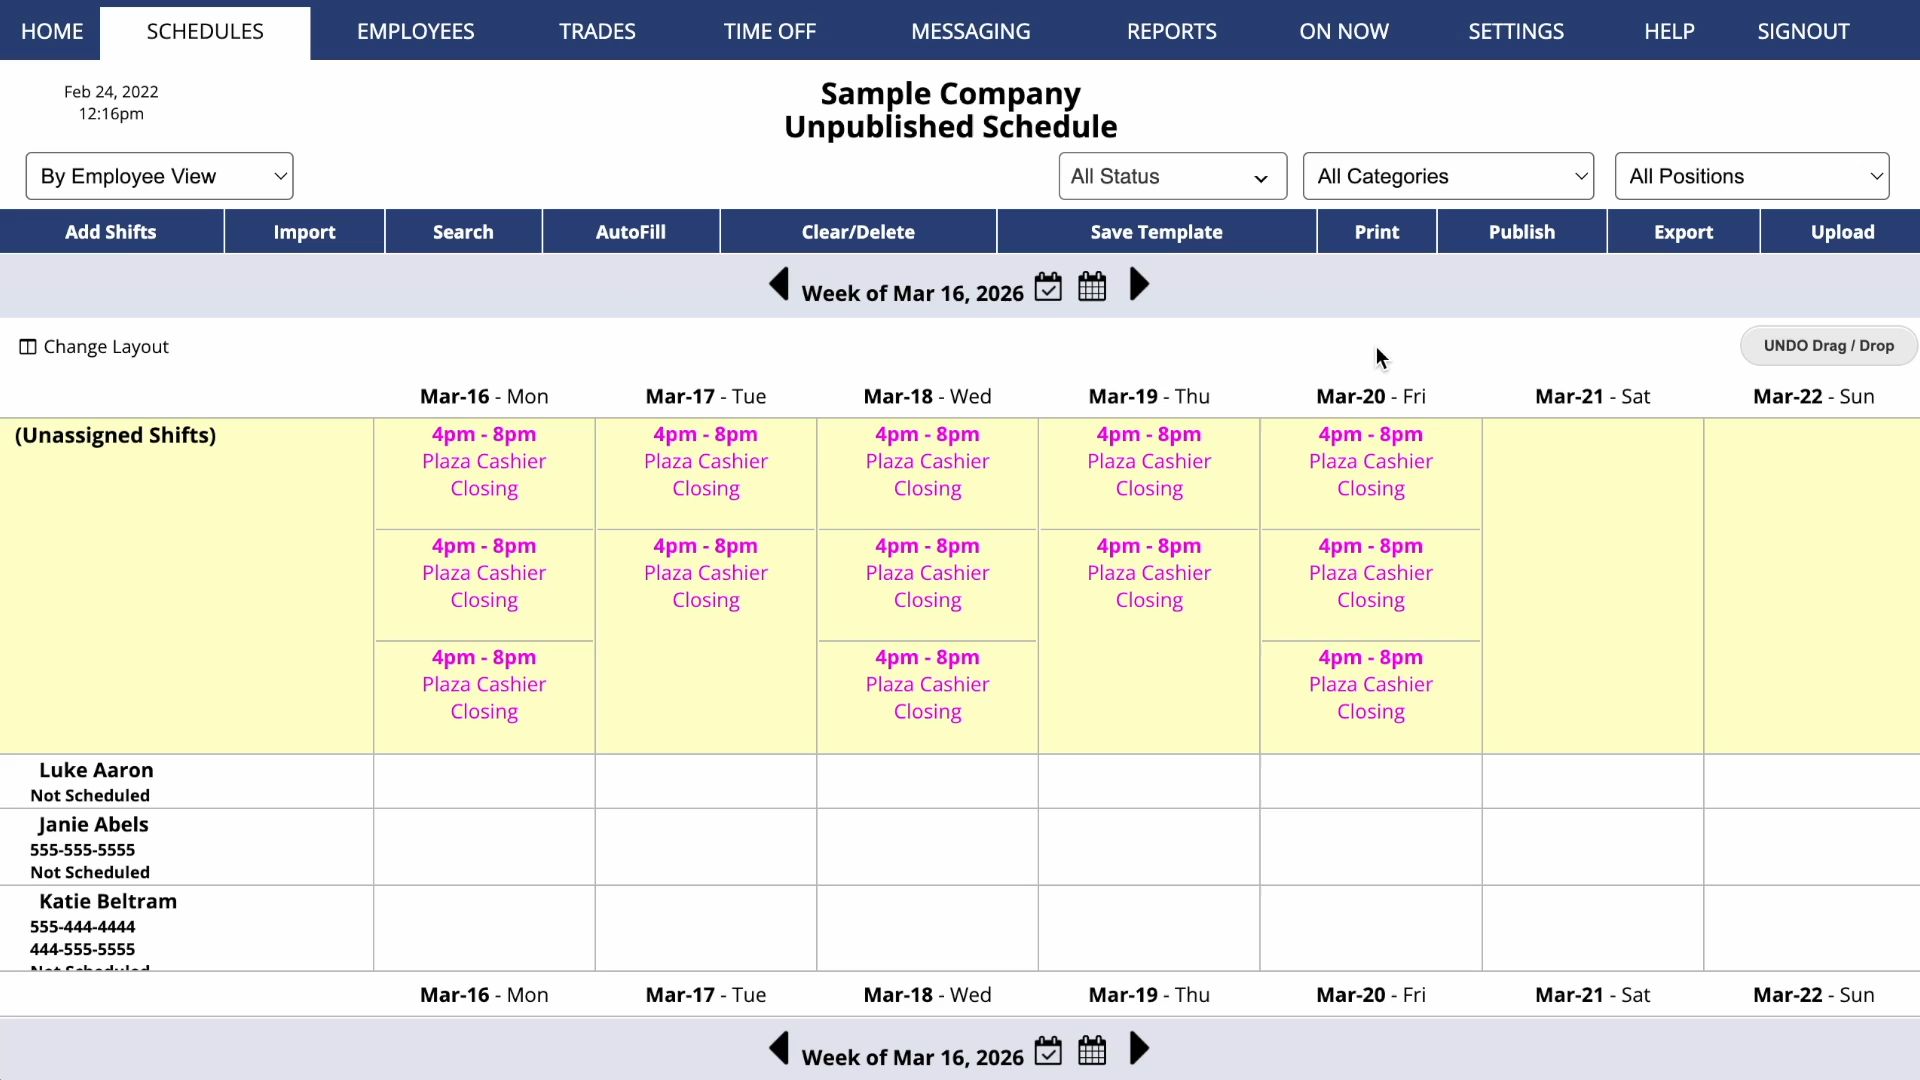 HOME SCHEDULES EMPLOYEES TRADES TIME OFF MESSAGING REPORTS ON NOW SETTINGS HELP SIGNOUT
Feb 24, 2022
12:16pm
Sample Company
Unpublished Schedule
By Employee View All Status All Categories All Positions
Add Shifts Import Search AutoFill Clear/Delete Save Template Print Publish Export Upload
Week of Mar 16, 2026
Change Layout UNDO Drag / Drop
Mar-16 - Mon Mar-17 - Tue Mar-18 - Wed Mar-19 - Thu Mar-20 - Fri Mar-21 - Sat Mar-22 - Sun
(Unassigned Shifts) 4pm - 8pm 4pm - 8pm 4pm - 8pm 4pm - 8pm 4pm - 8pm
Plaza Cashier Plaza Cashier Plaza Cashier Plaza Cashier Plaza Cashier
Closing Closing Closing Closing Closing
4pm - 8pm 4pm - 8pm 4pm - 8pm 4pm - 8pm 4pm - 8pm
Plaza Cashier Plaza Cashier Plaza Cashier Plaza Cashier Plaza Cashier
Closing Closing Closing Closing Closing
4pm - 8pm 4pm - 8pm 4pm - 8pm
Plaza Cashier Plaza Cashier Plaza Cashier
Closing Closing Closing
Luke Aaron
Not Scheduled
Janie Abels
555-555-5555
Not Scheduled
Katie Beltram
555-444-4444
444-555-5555
Not Scheduled
Mar-16 - Mon Mar-17 - Tue Mar-18 - Wed Mar-19 - Thu Mar-20 - Fri Mar-21 - Sat Mar-22 - Sun
Week of Mar 16, 2026